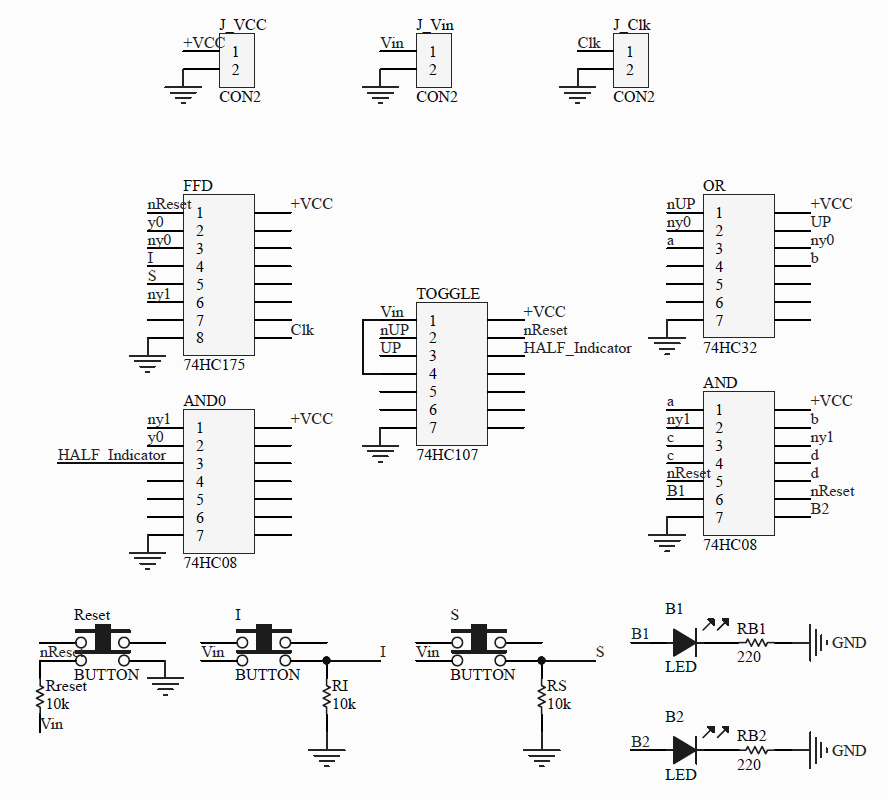 J_VCC J_Vin J_Clk
+VCC 1 Vin 1 Clk 1
2 2 2
CON2 CON2 CON2
FFD
nReset 1 +VCC
y0 2
ny0 3
I 4
S 5
ny1 6
7
8 Clk
74HC175
TOGGLE
Vin 1 +VCC
nUP 2 nReset
UP 3 HALF_Indicator
4
5
6
7
74HC107
OR
nUP 1 +VCC
ny0 2 UP
a 3 ny0
4 b
5
6
7
74HC32
AND0
ny1 1 +VCC
y0 2
HALF_Indicator 3
4
5
6
7
74HC08
AND
a 1 +VCC
ny1 2 b
c 3 ny1
c 4 d
nReset 5 d
B1 6 nReset
7 B2
74HC08
Reset
nReset
BUTTON
Rreset
10k
Vin
I
Vin I
BUTTON
RI
10k
S
Vin S
BUTTON
RS
10k
B1
B1 RB1 GND
LED 220
B2
B2 RB2 GND
LED 220